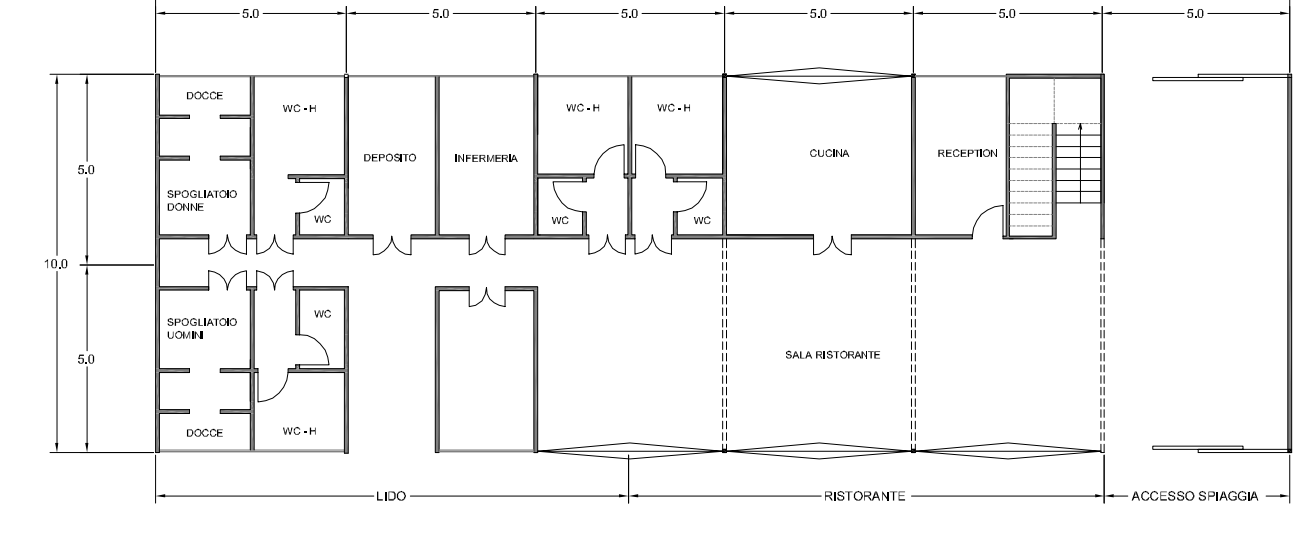 5.0
5.0
5.0
5.0
5.0
5.0
DOCCE
WC - H
WC - H
WC - H
5.0
DEPOSITO
INFERMERIA
CUCINA
RECEPTION
SPOGLIATOIO
DONNE
WC
WC
WC
10.0
SPOGLIATOIO
UOMINI
WC
5.0
SALA RISTORANTE
DOCCE
WC - H
LIDO
RISTORANTE
ACCESSO SPIAGGIA